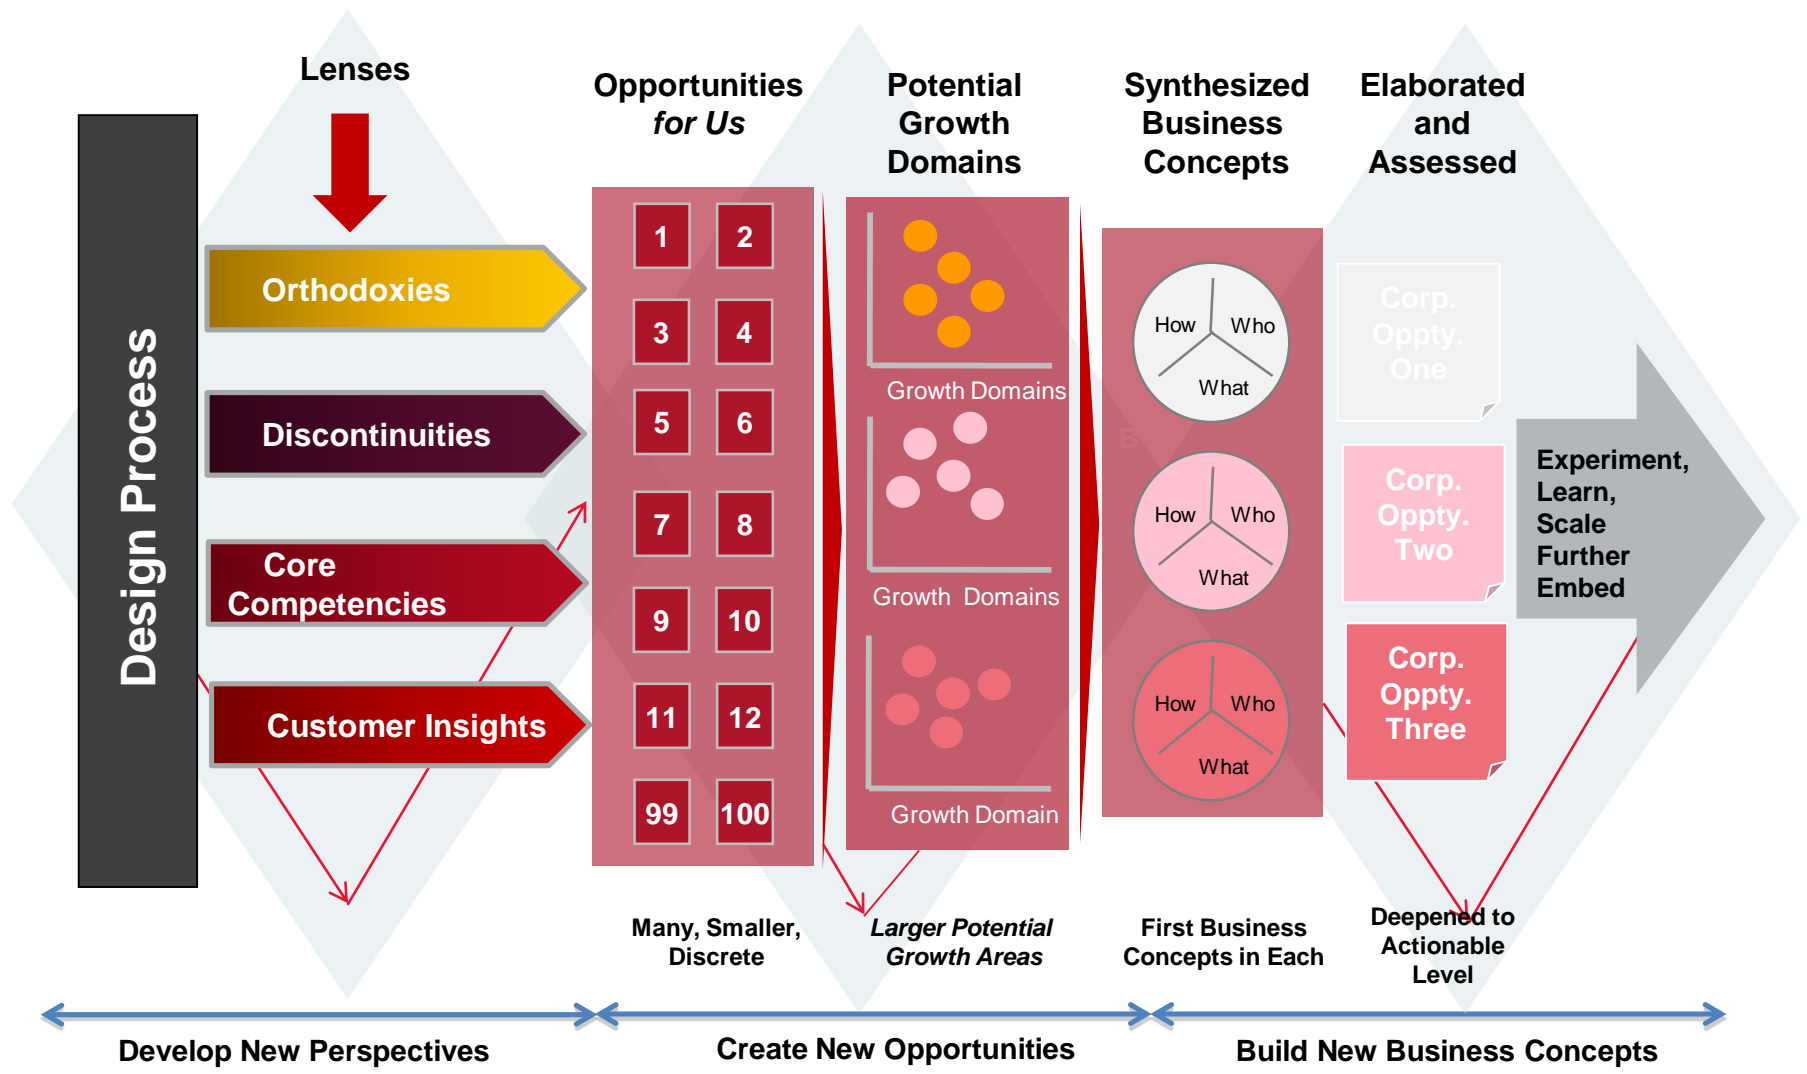 Lenses
Opportunities
for Us
Potential
Growth
Domains
Synthesized
Business
Concepts
Elaborated
and
Assessed
Design Process
Orthodoxies
Discontinuities
Core
Competencies
Customer Insights
1 2
3 4
5 6
7 8
9 10
11 12
99 100
Growth Domains
Growth Domains
Growth Domain
How Who
What
How Who
What
How Who
What
Corp.
Oppty.
One
Corp.
Oppty.
Two
Corp.
Oppty.
Three
Experiment,
Learn,
Scale
Further
Embed
Many, Smaller,
Discrete
Larger Potential
Growth Areas
First Business
Concepts in Each
Deepened to
Actionable
Level
Develop New Perspectives
Create New Opportunities
Build New Business Concepts